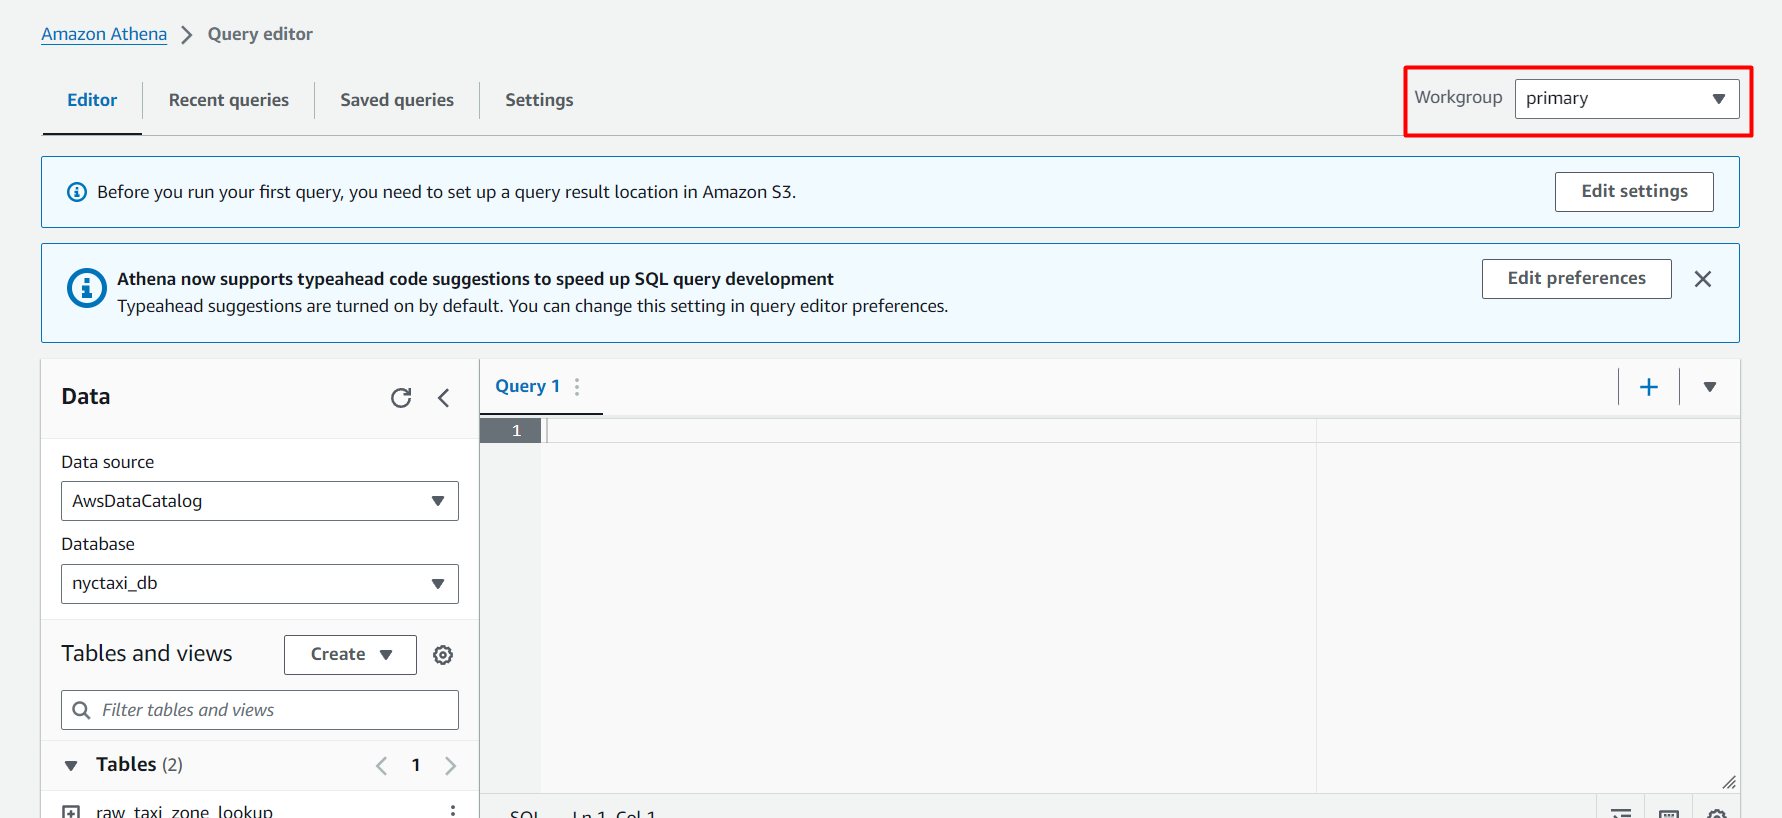 Amazon Athena > Query editor
Editor Recent queries Saved queries Settings Workgroup primary
Before you run your first query, you need to set up a query result location in Amazon S3. Edit settings
Athena now supports typeahead code suggestions to speed up SQL query development Edit preferences
Typeahead suggestions are turned on by default. You can change this setting in query editor preferences.
Data
Query 1
1
Data source
AwsDataCatalog
Database
nyctaxi_db
Tables and views Create
Filter tables and views
Tables (2) < 1 >
raw_taxi_zone_lookup
SQL Ln 1, Col 1